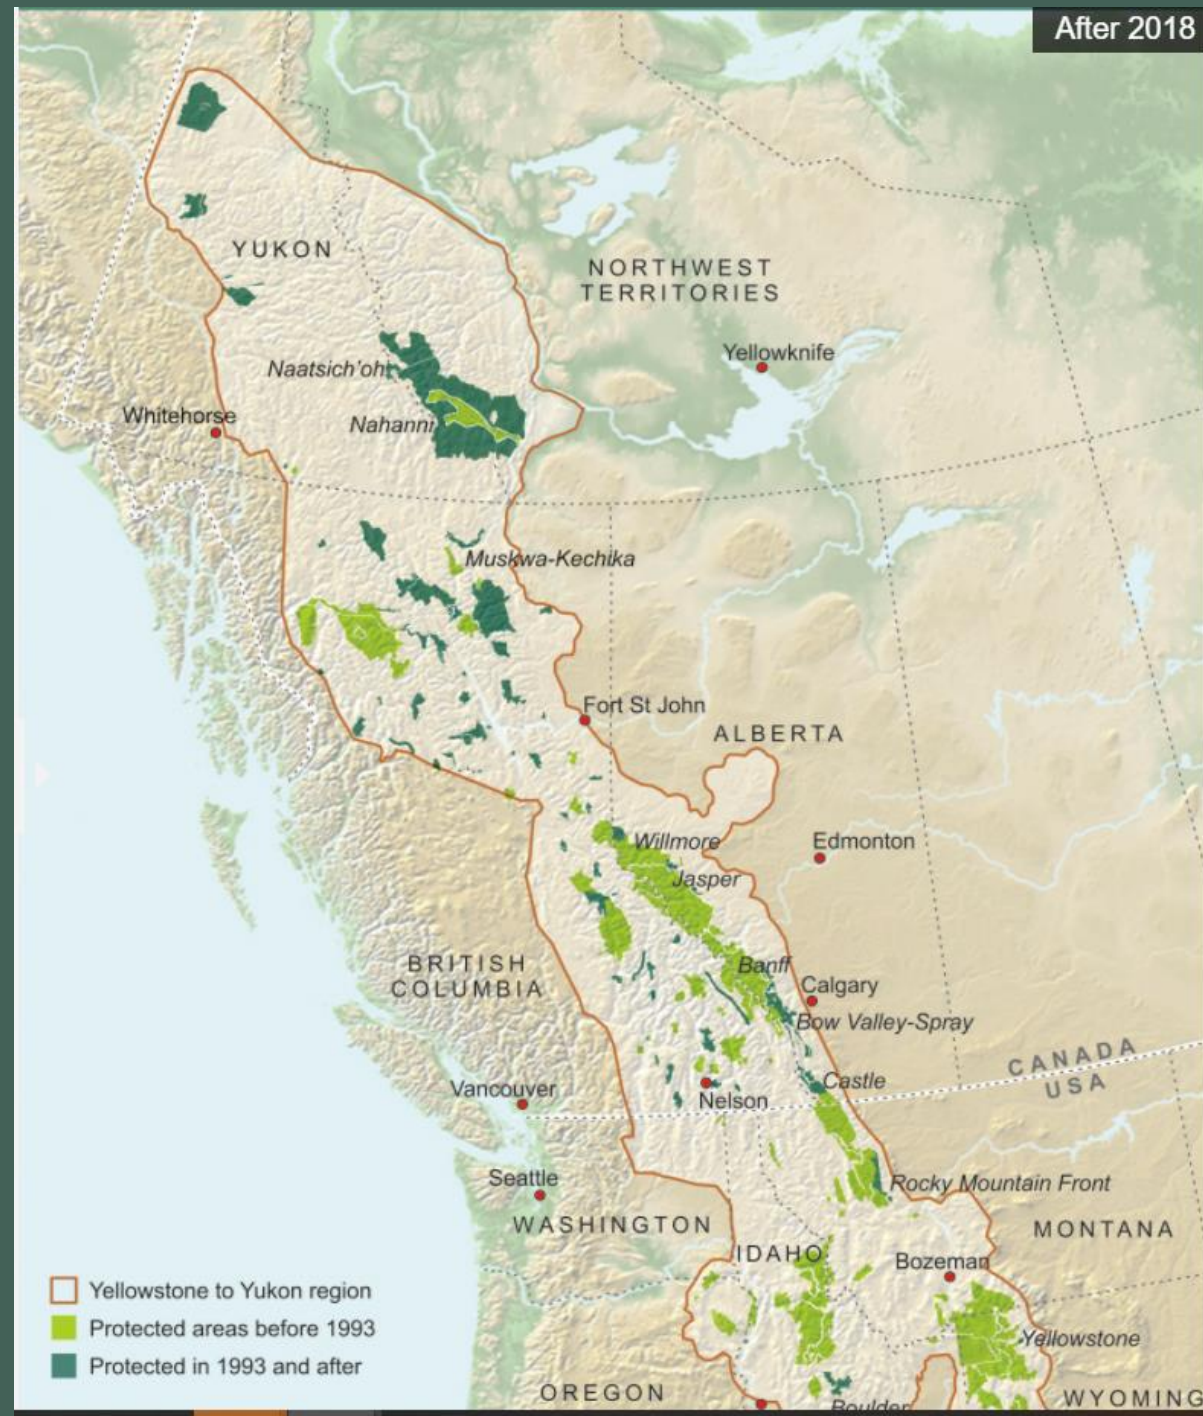 After 2018
YUKON
NORTHWEST
TERRITORIES
Yellowknife
Naatsich'oh
Whitehorse
Nahanni
Muskwa-Kechika
Fort St John
ALBERTA
Willmore
Edmonton
Jasper
BRITISH
COLUMBIA
Banff
Calgary
Bow Valley-Spray
CANADA
USA
Castle
Vancouver
Nelson
Seattle
Rocky Mountain Front
WASHINGTON
MONTANA
IDAHO
Bozeman
Yellowstone to Yukon region
Protected areas before 1993
Protected in 1993 and after
Yellowstone
OREGON
Boulder
WYOMING